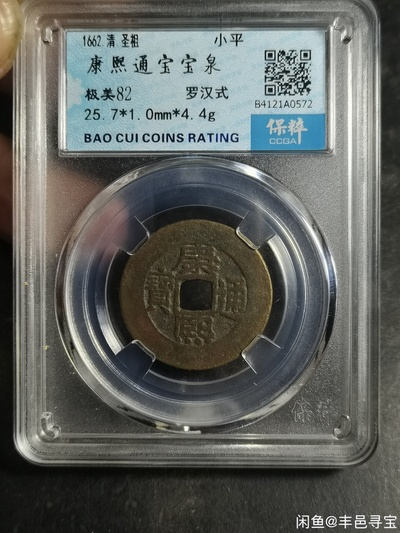 1662.清 圣祖 小平
康熙通宝宝泉
极美82 罗汉式
B4121A0572
25.7*1.0mm*4.4g
保粹
CCGA
BAO CUI COINS RATING
康熙通寶
闲鱼@丰邑寻宝